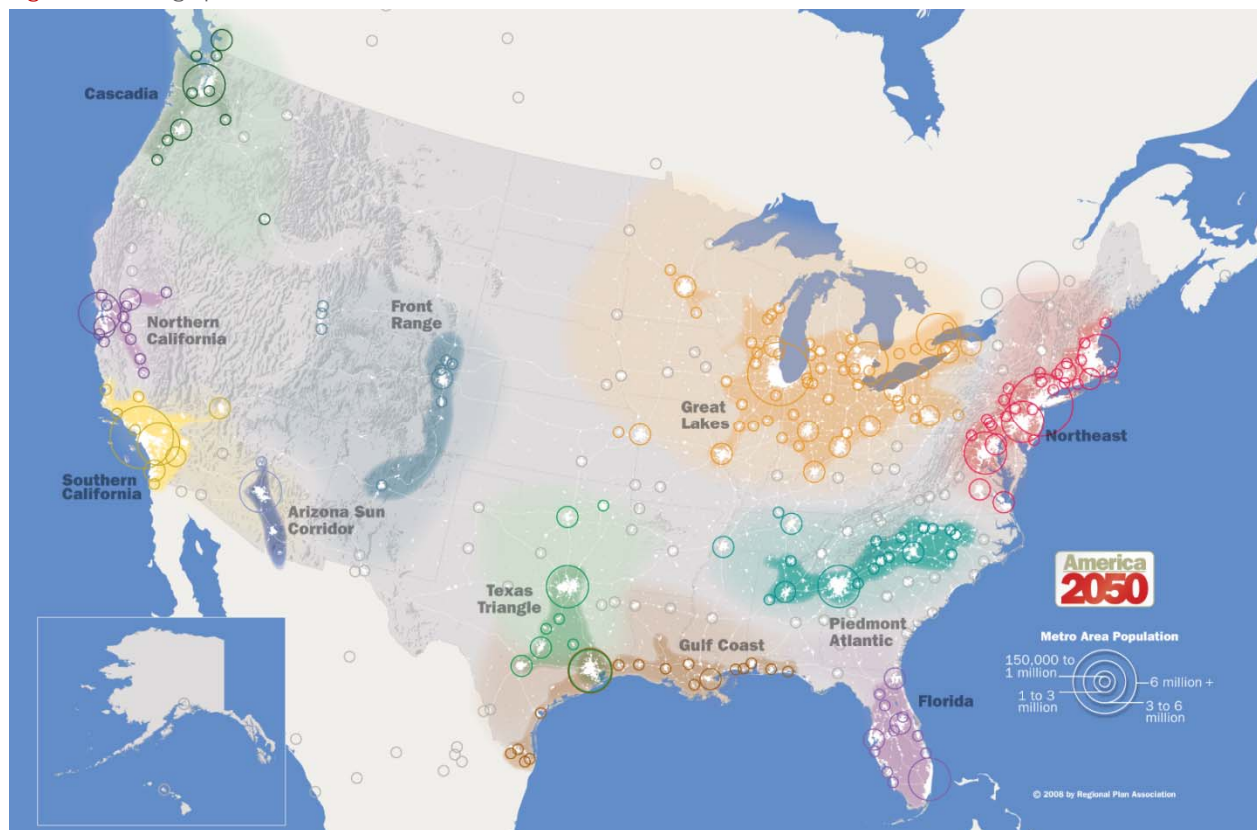 Cascadia
Northern
California
Front
Range
Great
Lakes
Northeast
Southern
California
Arizona Sun
Corridor
Texas
Triangle
Gulf Coast
Piedmont
Atlantic
Florida
America
2050
Metro Area Population
150,000 to
1 million
1 to 3
million
6 million +
3 to 6
million
© 2008 by Regional Plan Association